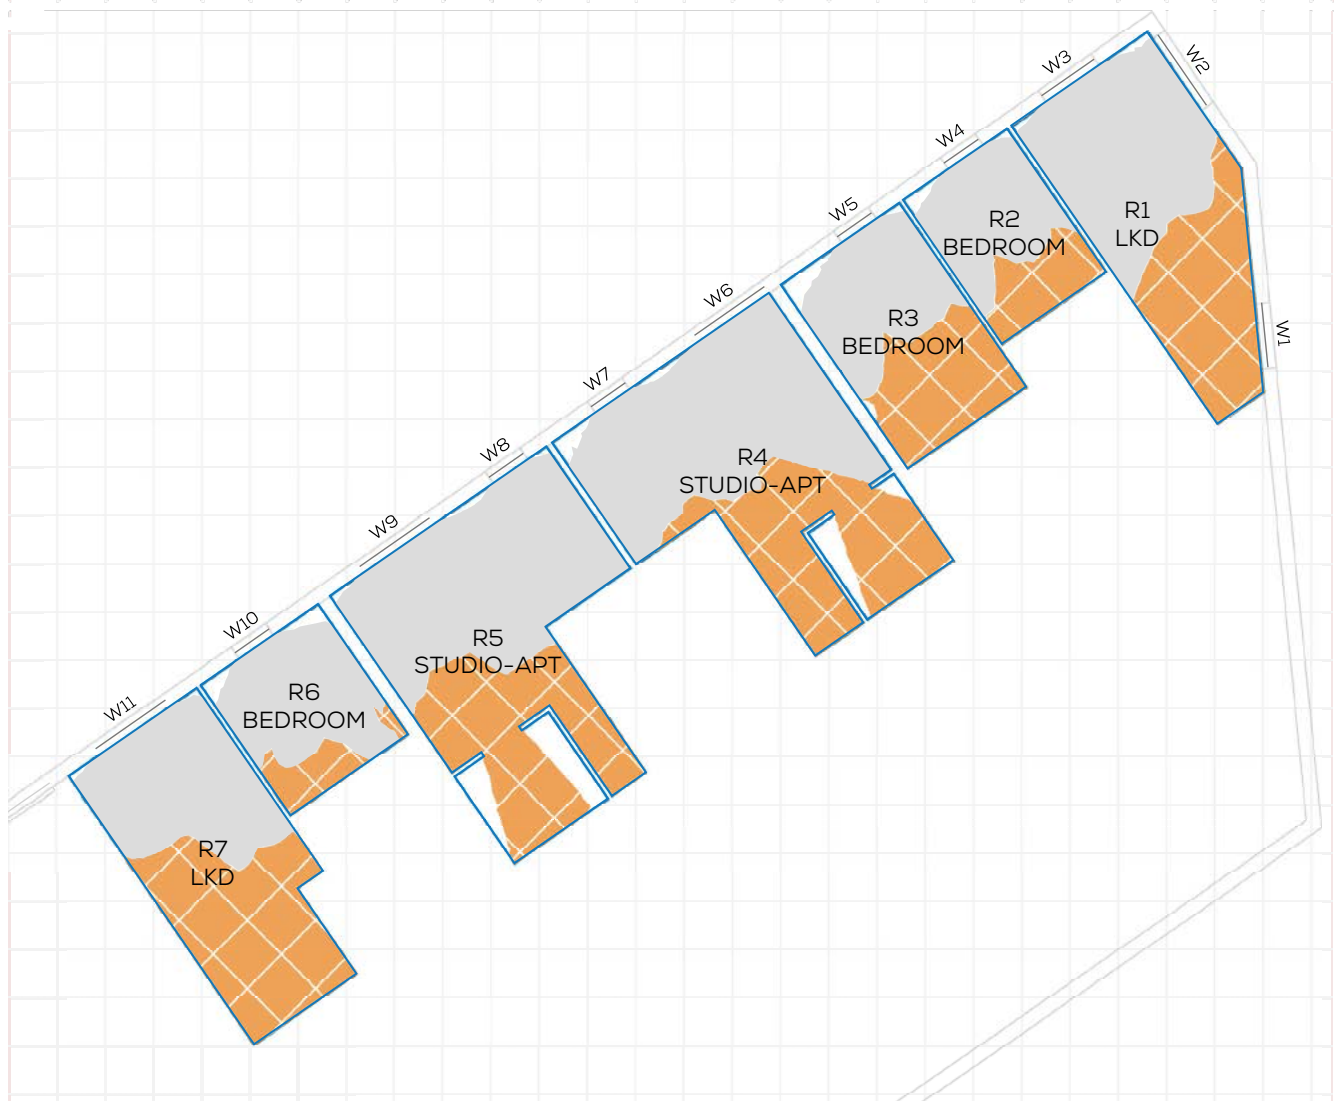 W2
W3
W4
W5
R1
LKD
R2
BEDROOM
W6
R3
BEDROOM
W1
W7
W8
R4
STUDIO-APT
W9
W10
R5
STUDIO-APT
W11
R6
BEDROOM
R7
LKD